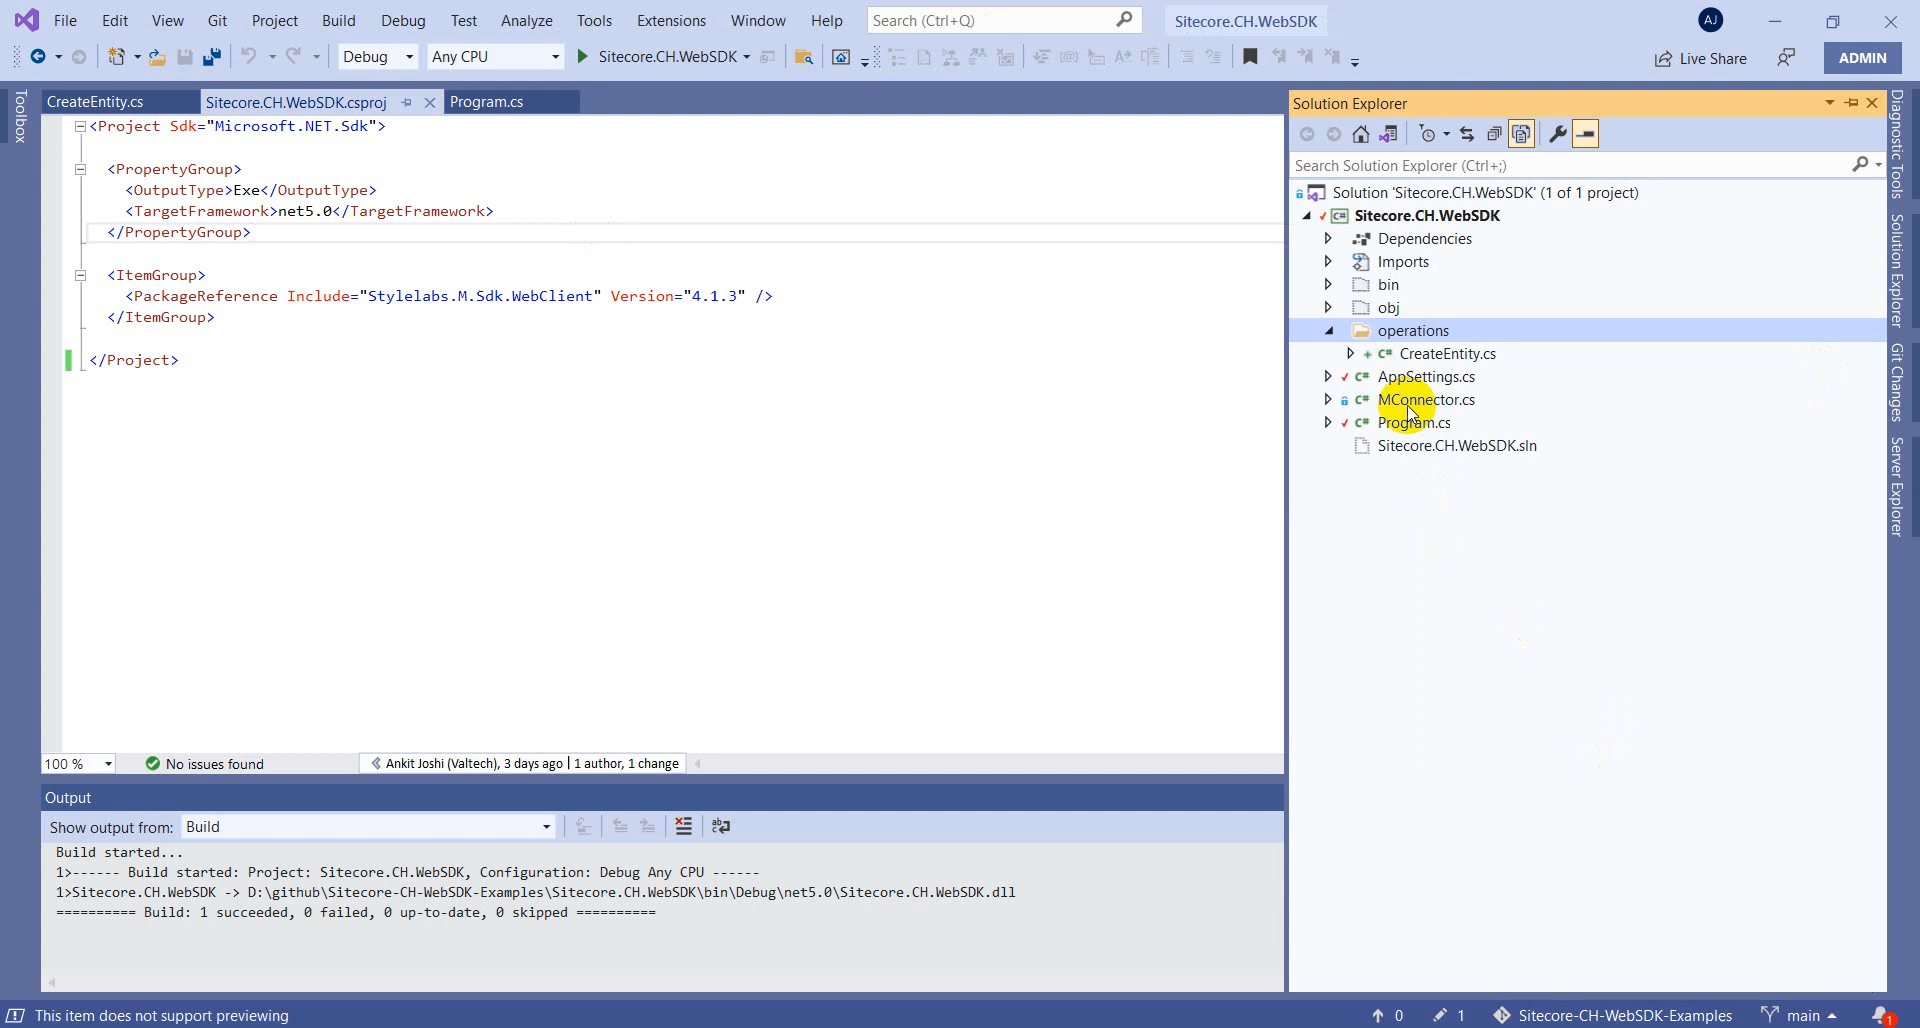 File Edit View Git Project Build Debug Test Analyze Tools Extensions Window Help Search (Ctrl+Q) Sitecore.CH.WebSDK AJ
Debug Any CPU Sitecore.CH.WebSDK Live Share ADMIN
Toolbox
CreateEntity.cs Sitecore.CH.WebSDK.csproj Program.cs
<Project Sdk="Microsoft.NET.Sdk">
<PropertyGroup>
<OutputType>Exe</OutputType>
<TargetFramework>net5.0</TargetFramework>
</PropertyGroup>
<ItemGroup>
<PackageReference Include="Stylelabs.M.Sdk.WebClient" Version="4.1.3" />
</ItemGroup>
</Project>
100 % No issues found Ankit Joshi (Valtech), 3 days ago | 1 author, 1 change
Output
Show output from: Build
Build started...
1>------ Build started: Project: Sitecore.CH.WebSDK, Configuration: Debug Any CPU ------
1>Sitecore.CH.WebSDK -> D:\github\Sitecore-CH-WebSDK-Examples\Sitecore.CH.WebSDK\bin\Debug\net5.0\Sitecore.CH.WebSDK.dll
========== Build: 1 succeeded, 0 failed, 0 up-to-date, 0 skipped ==========
Solution Explorer
Search Solution Explorer (Ctrl+;)
Solution 'Sitecore.CH.WebSDK' (1 of 1 project)
Sitecore.CH.WebSDK
Dependencies
Imports
bin
obj
operations
C# CreateEntity.cs
C# AppSettings.cs
C# MConnector.cs
C# Program.cs
Sitecore.CH.WebSDK.sln
Diagnostic Tools
Solution Explorer
Git Changes
Server Explorer
This item does not support previewing 0 1 Sitecore-CH-WebSDK-Examples main 1